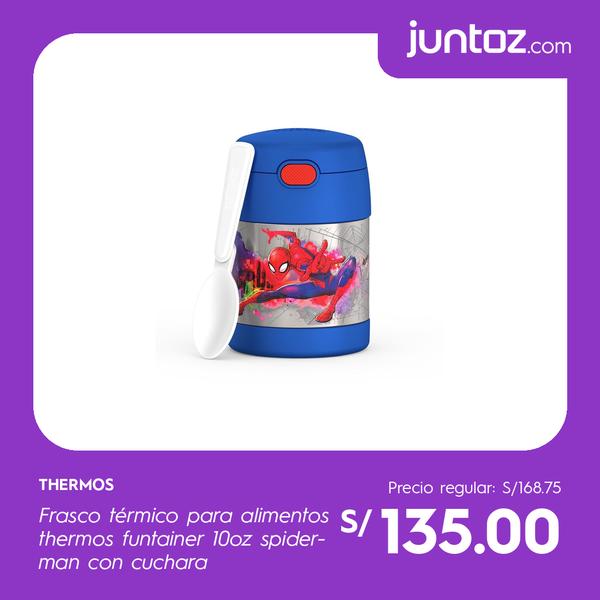 juntoz.com
THERMOS
Frasco térmico para alimentos
thermos funtainer 10oz spider-
man con cuchara
Precio regular: S/168.75
S/135.00